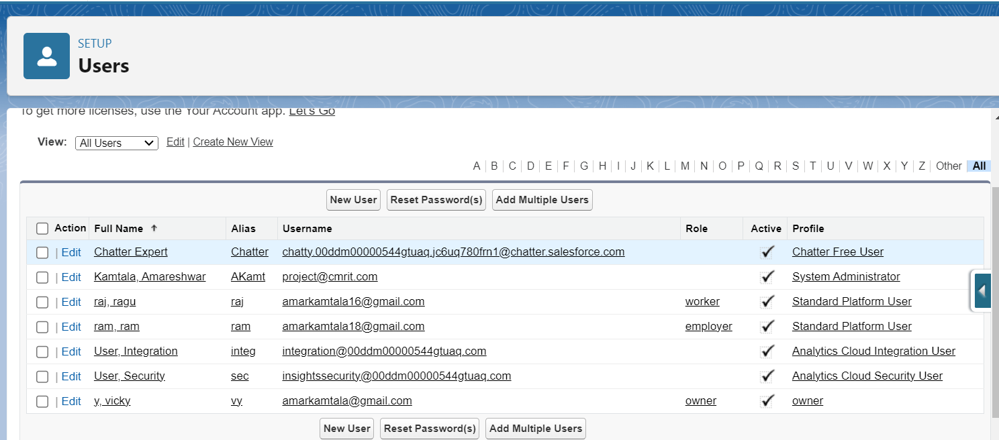 SETUP
Users
To get more licenses, use the Your Account app. Let's Go
View: All Users Edit | Create New View
A B C D E F G H I J K L M N O P Q R S T U V W X Y Z Other All
New User Reset Password(s) Add Multiple Users
Action Full Name ↑ Alias Username Role Active Profile
| Edit Chatter Expert Chatter chatty.00ddm00000544gtuaq.jc6uq780frn1@chatter.salesforce.com ✓ Chatter Free User
| Edit Kamtala, Amareshwar AKamt project@cmrit.com ✓ System Administrator
| Edit raj, ragu raj amarkamtala16@gmail.com worker ✓ Standard Platform User
| Edit ram, ram ram amarkamtala18@gmail.com employer ✓ Standard Platform User
| Edit User, Integration integ integration@00ddm00000544gtuaq.com ✓ Analytics Cloud Integration User
| Edit User, Security sec insightssecurity@00ddm00000544gtuaq.com ✓ Analytics Cloud Security User
| Edit y, vicky vy amarkamtala@gmail.com owner ✓ owner
New User Reset Password(s) Add Multiple Users